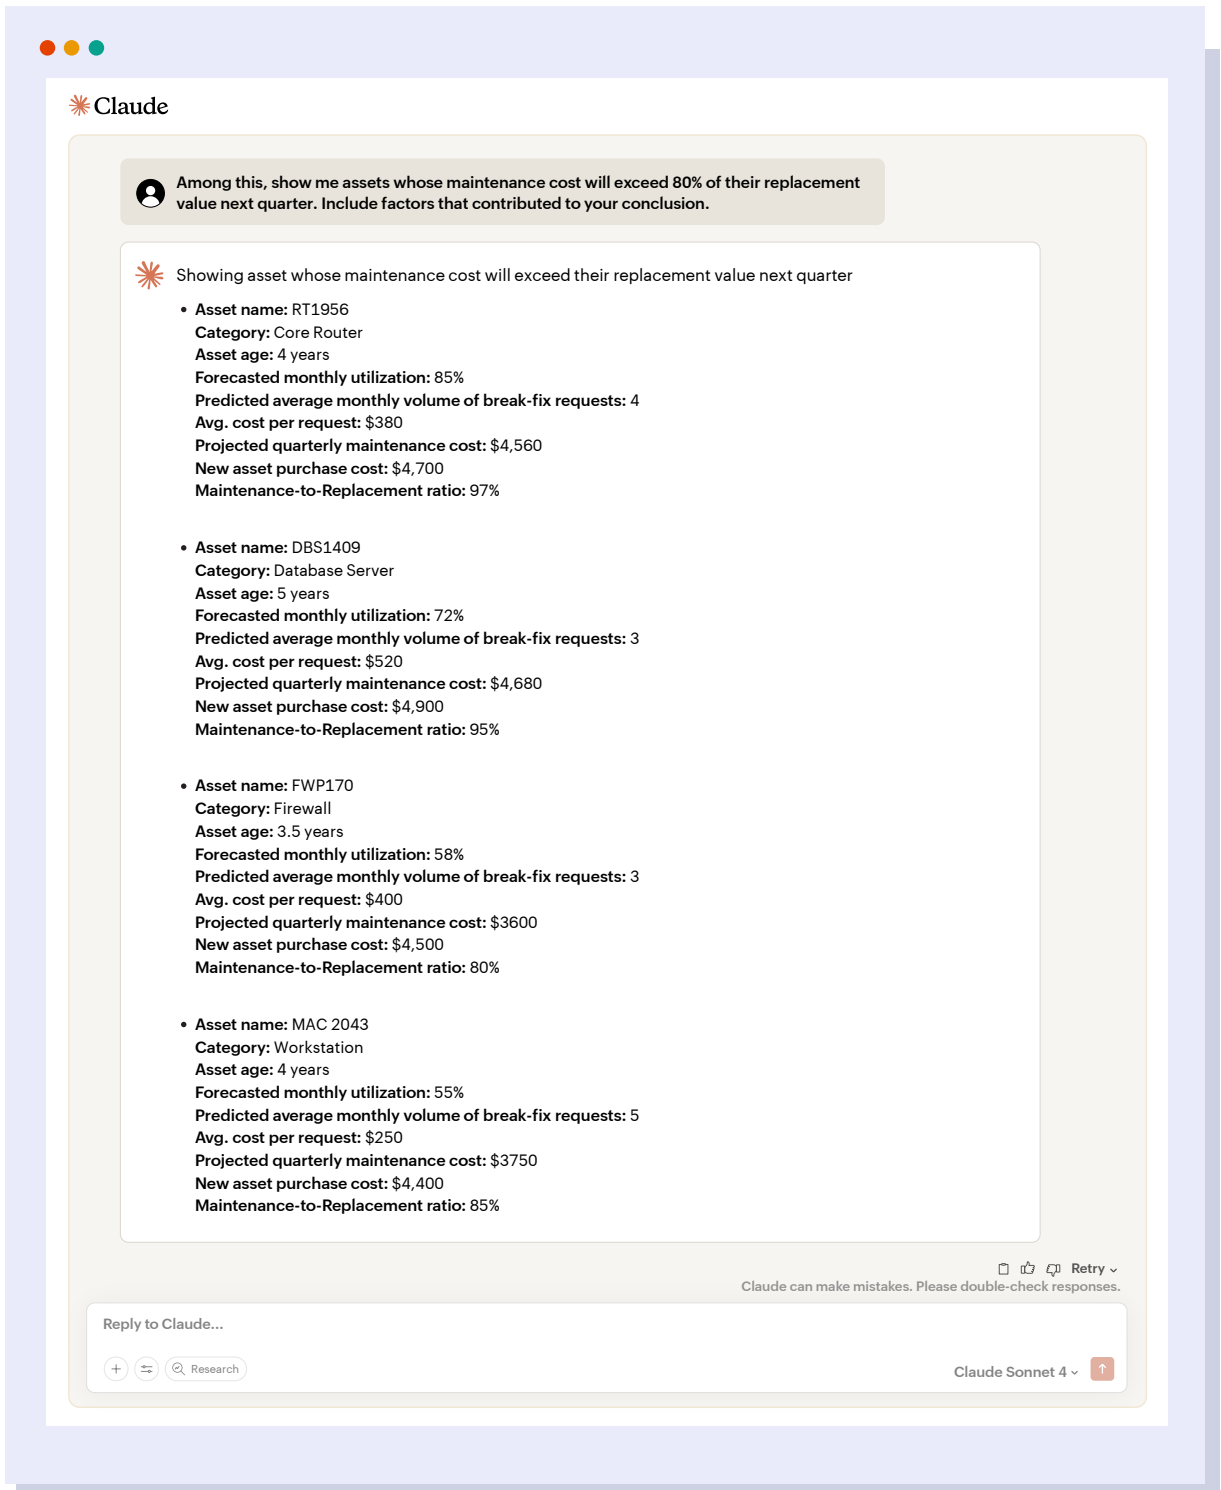 Claude
Among this, show me assets whose maintenance cost will exceed 80% of their replacement
value next quarter. Include factors that contributed to your conclusion.
Showing asset whose maintenance cost will exceed their replacement value next quarter
• Asset name: RT1956
Category: Core Router
Asset age: 4 years
Forecasted monthly utilization: 85%
Predicted average monthly volume of break-fix requests: 4
Avg. cost per request: $380
Projected quarterly maintenance cost: $4,560
New asset purchase cost: $4,700
Maintenance-to-Replacement ratio: 97%
• Asset name: DBS1409
Category: Database Server
Asset age: 5 years
Forecasted monthly utilization: 72%
Predicted average monthly volume of break-fix requests: 3
Avg. cost per request: $520
Projected quarterly maintenance cost: $4,680
New asset purchase cost: $4,900
Maintenance-to-Replacement ratio: 95%
• Asset name: FWP170
Category: Firewall
Asset age: 3.5 years
Forecasted monthly utilization: 58%
Predicted average monthly volume of break-fix requests: 3
Avg. cost per request: $400
Projected quarterly maintenance cost: $3600
New asset purchase cost: $4,500
Maintenance-to-Replacement ratio: 80%
• Asset name: MAC 2043
Category: Workstation
Asset age: 4 years
Forecasted monthly utilization: 55%
Predicted average monthly volume of break-fix requests: 5
Avg. cost per request: $250
Projected quarterly maintenance cost: $3750
New asset purchase cost: $4,400
Maintenance-to-Replacement ratio: 85%
Retry
Claude can make mistakes. Please double-check responses.
Reply to Claude...
Research
Claude Sonnet 4